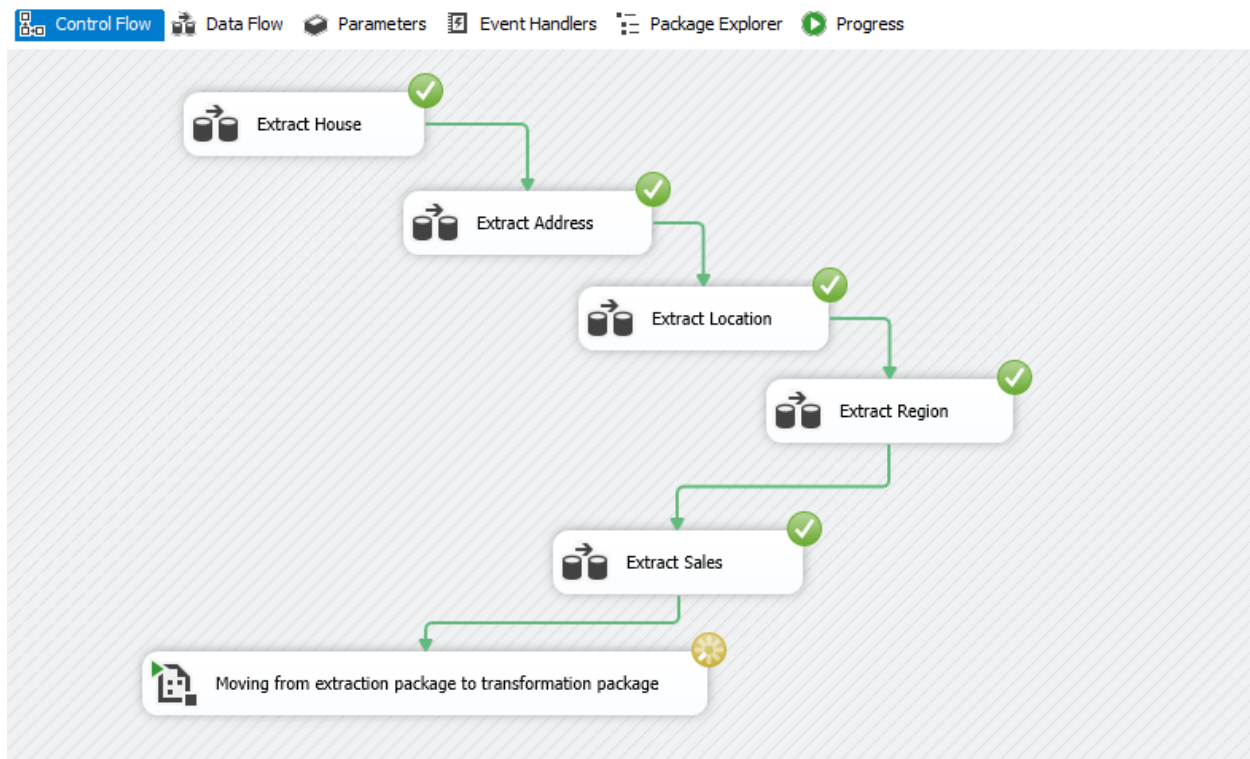 Control Flow Data Flow Parameters Event Handlers Package Explorer Progress
Extract House
Extract Address
Extract Location
Extract Region
Extract Sales
Moving from extraction package to transformation package